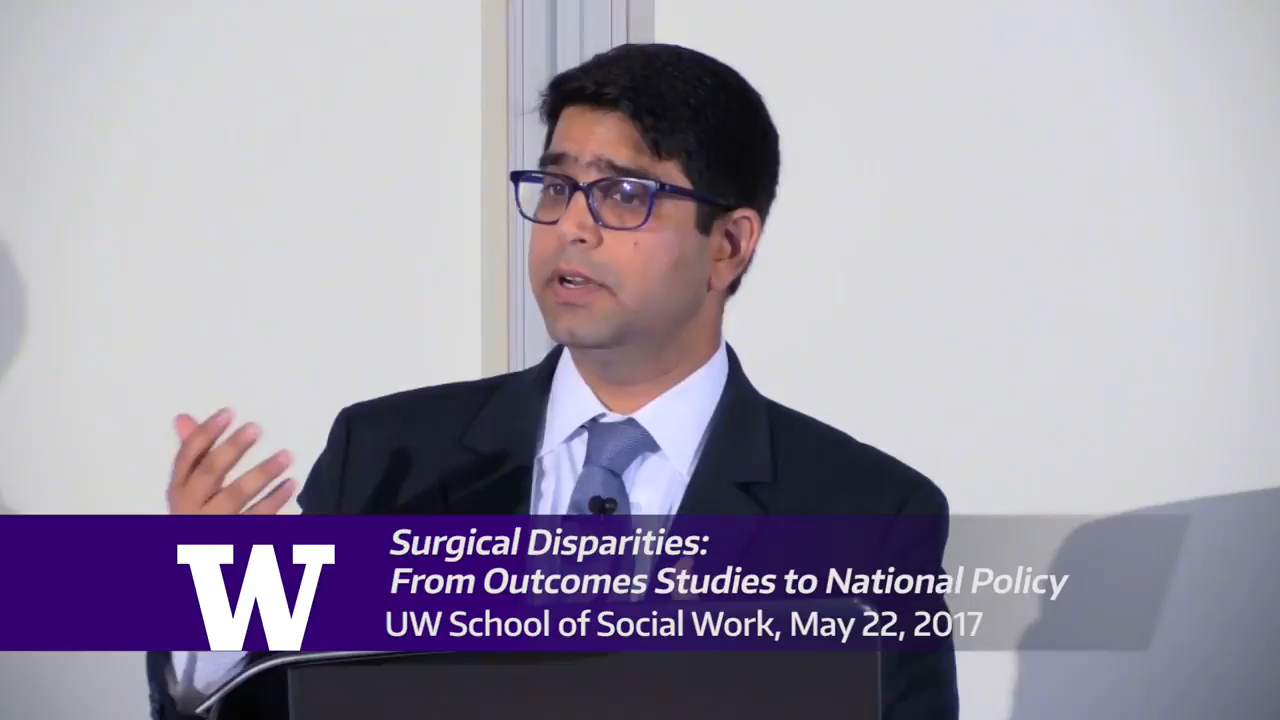 W
Surgical Disparities:
From Outcomes Studies to National Policy
UW School of Social Work, May 22, 2017